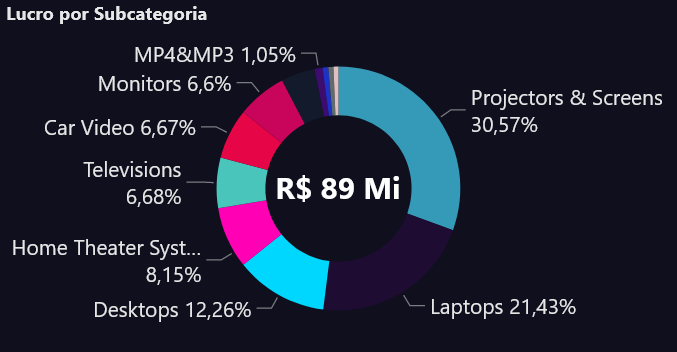 Lucro por Subcategoria
MP4&MP3 1,05%
Monitors 6,6%
Car Video 6,67%
Televisions
6,68%
Home Theater Syst...
8,15%
Desktops 12,26%
Laptops 21,43%
Projectors & Screens
30,57%
R$ 89 Mi